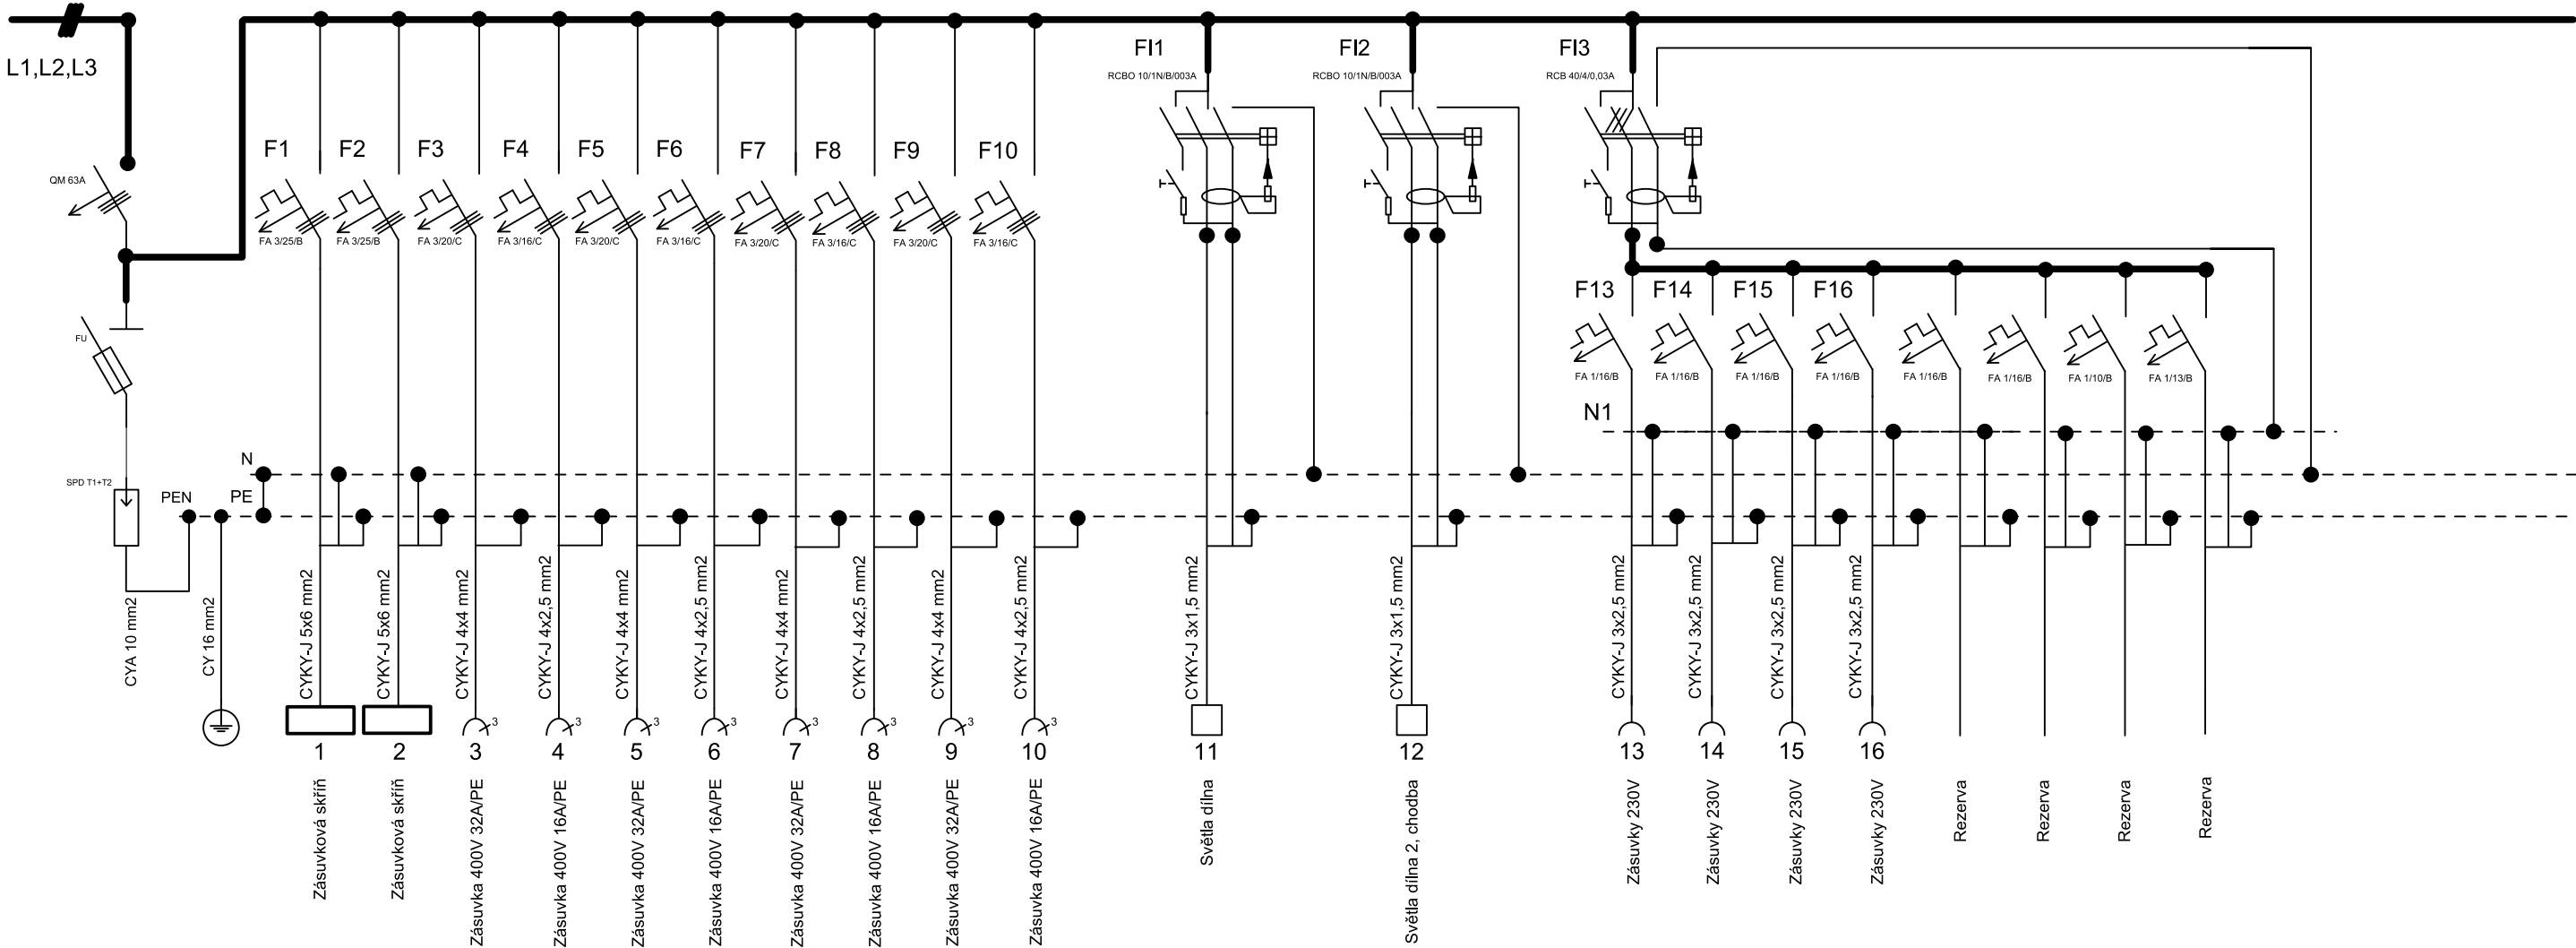 L1,L2,L3
QM 63A
FU
SPD T1+T2
PEN
N
PE
CYA 10 mm2
CY 16 mm2
F1
F2
F3
F4
F5
F6
F7
F8
F9
F10
FA 3/25/B
FA 3/25/B
FA 3/20/C
FA 3/16/C
FA 3/20/C
FA 3/16/C
FA 3/20/C
FA 3/16/C
FA 3/20/C
FA 3/16/C
FI1
RCBO 10/1N/B/003A
FI2
RCBO 10/1N/B/003A
FI3
RCB 40/4/0,03A
F13
F14
F15
F16
FA 1/16/B
FA 1/16/B
FA 1/16/B
FA 1/16/B
FA 1/16/B
FA 1/16/B
FA 1/10/B
FA 1/13/B
N1
CYKY-J 5x6 mm2
CYKY-J 5x6 mm2
CYKY-J 4x4 mm2
CYKY-J 4x2,5 mm2
CYKY-J 4x4 mm2
CYKY-J 4x2,5 mm2
CYKY-J 4x4 mm2
CYKY-J 4x2,5 mm2
CYKY-J 4x4 mm2
CYKY-J 4x2,5 mm2
CYKY-J 3x1,5 mm2
CYKY-J 3x1,5 mm2
CYKY-J 3x2,5 mm2
CYKY-J 3x2,5 mm2
CYKY-J 3x2,5 mm2
CYKY-J 3x2,5 mm2
3
3
3
3
3
3
3
3
1
2
3
4
5
6
7
8
9
10
11
12
13
14
15
16
Zásuvková skříň
Zásuvková skříň
Zásuvka 400V 32A/PE
Zásuvka 400V 16A/PE
Zásuvka 400V 32A/PE
Zásuvka 400V 16A/PE
Zásuvka 400V 32A/PE
Zásuvka 400V 16A/PE
Zásuvka 400V 32A/PE
Zásuvka 400V 16A/PE
Světla dílna
Světla dílna 2, chodba
Zásuvky 230V
Zásuvky 230V
Zásuvky 230V
Zásuvky 230V
Rezerva
Rezerva
Rezerva
Rezerva